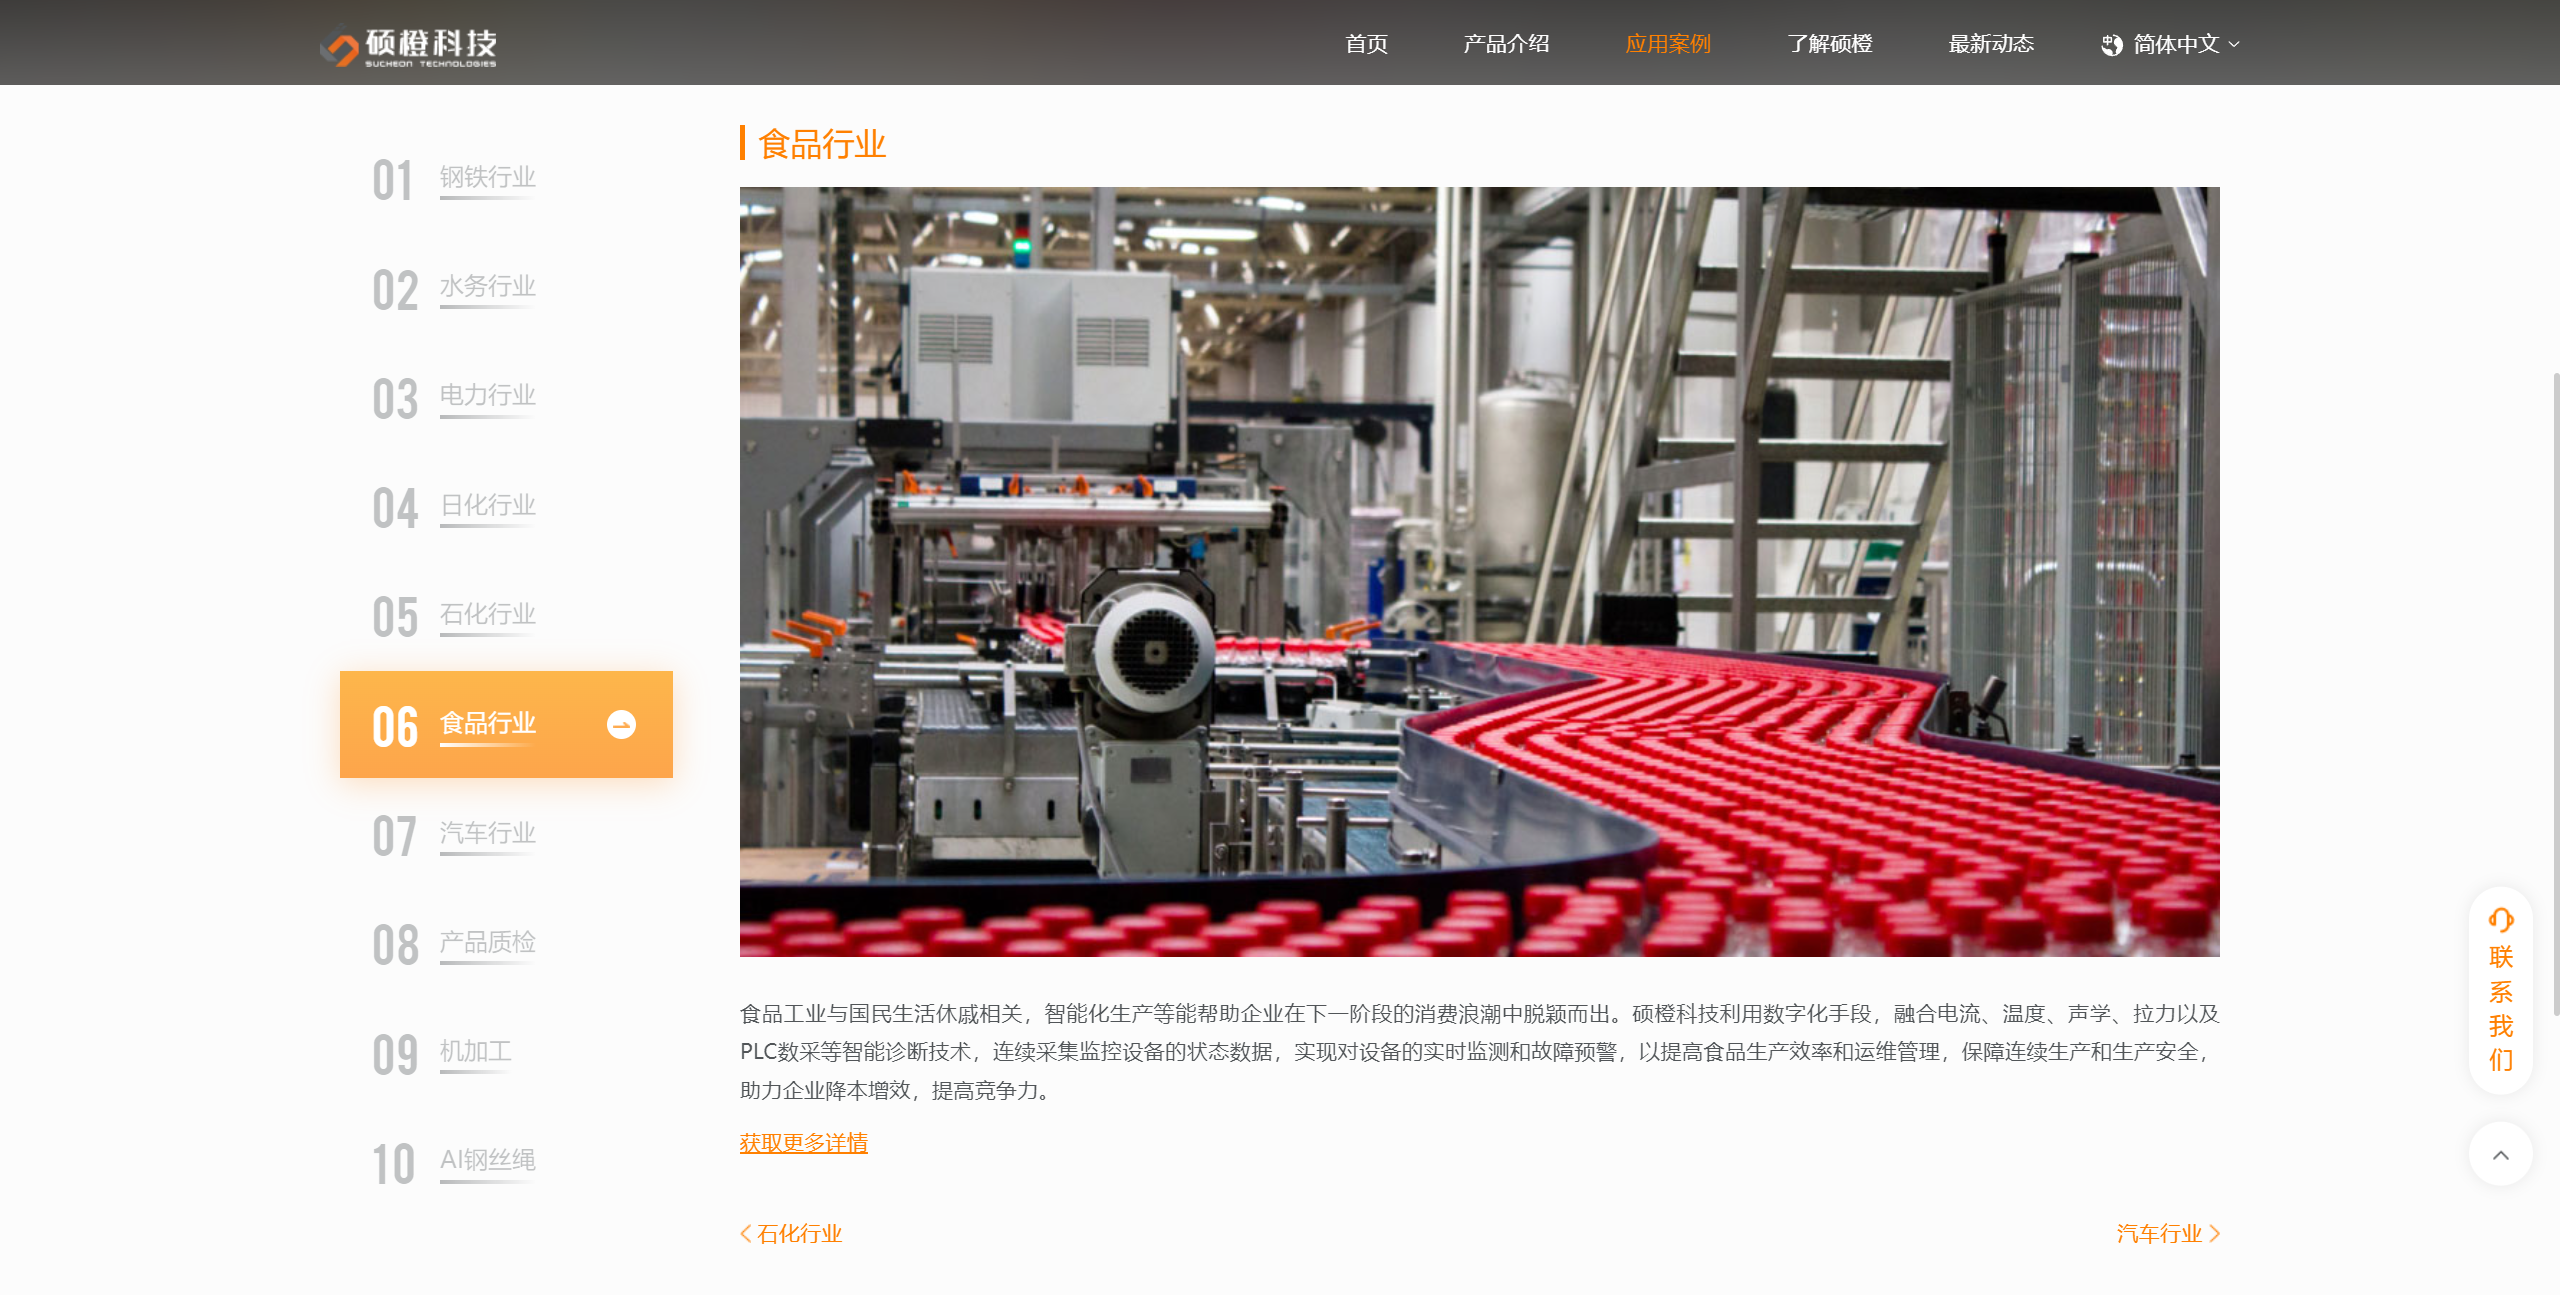 硕橙科技
SUCHEON TECHNOLOGIES
首页
产品介绍
应用案例
了解硕橙
最新动态
简体中文
01 钢铁行业
02 水务行业
03 电力行业
04 日化行业
05 石化行业
06 食品行业
07 汽车行业
08 产品质检
09 机加工
10 AI钢丝绳
食品行业
食品工业与国民生活休戚相关，智能化生产等能帮助企业在下一阶段的消费浪潮中脱颖而出。硕橙科技利用数字化手段，融合电流、温度、声学、拉力以及
PLC数采等智能诊断技术，连续采集监控设备的状态数据，实现对设备的实时监测和故障预警，以提高食品生产效率和运维管理，保障连续生产和生产安全，
助力企业降本增效，提高竞争力。
获取更多详情
石化行业
汽车行业
联
系
我
们